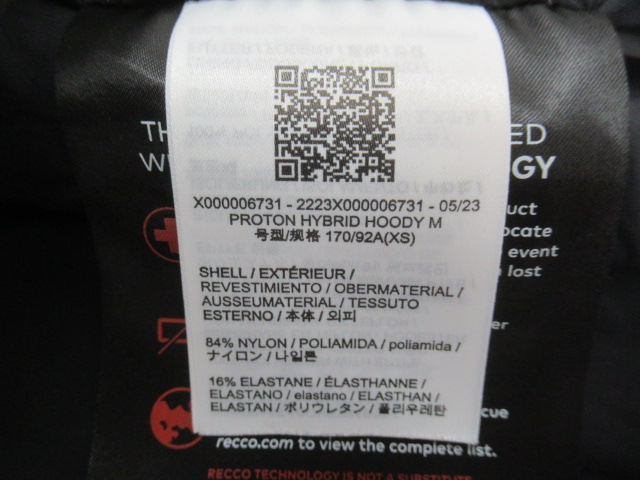 X000006731 - 2223X000006731 - 05/23
PROTON HYBRID HOODY M
号型/规格 170/92A(XS)
SHELL / EXTÉRIEUR /
REVESTIMIENTO / OBERMATERIAL /
AUSSEUMATERIAL / TESSUTO
ESTERNO / 本体 / 외피
84% NYLON / POLIAMIDA / poliamida /
ナイロン / 나일론
16% ELASTANE / ÉLASTHANNE /
ELASTANO / elastano / ELASTHAN /
ELASTAN / ポリウレタン / 폴리우레탄
event
lost
recco.com to view the complete list.
RECCO TECHNOLOGY IS NOT A SUBSTITUTE